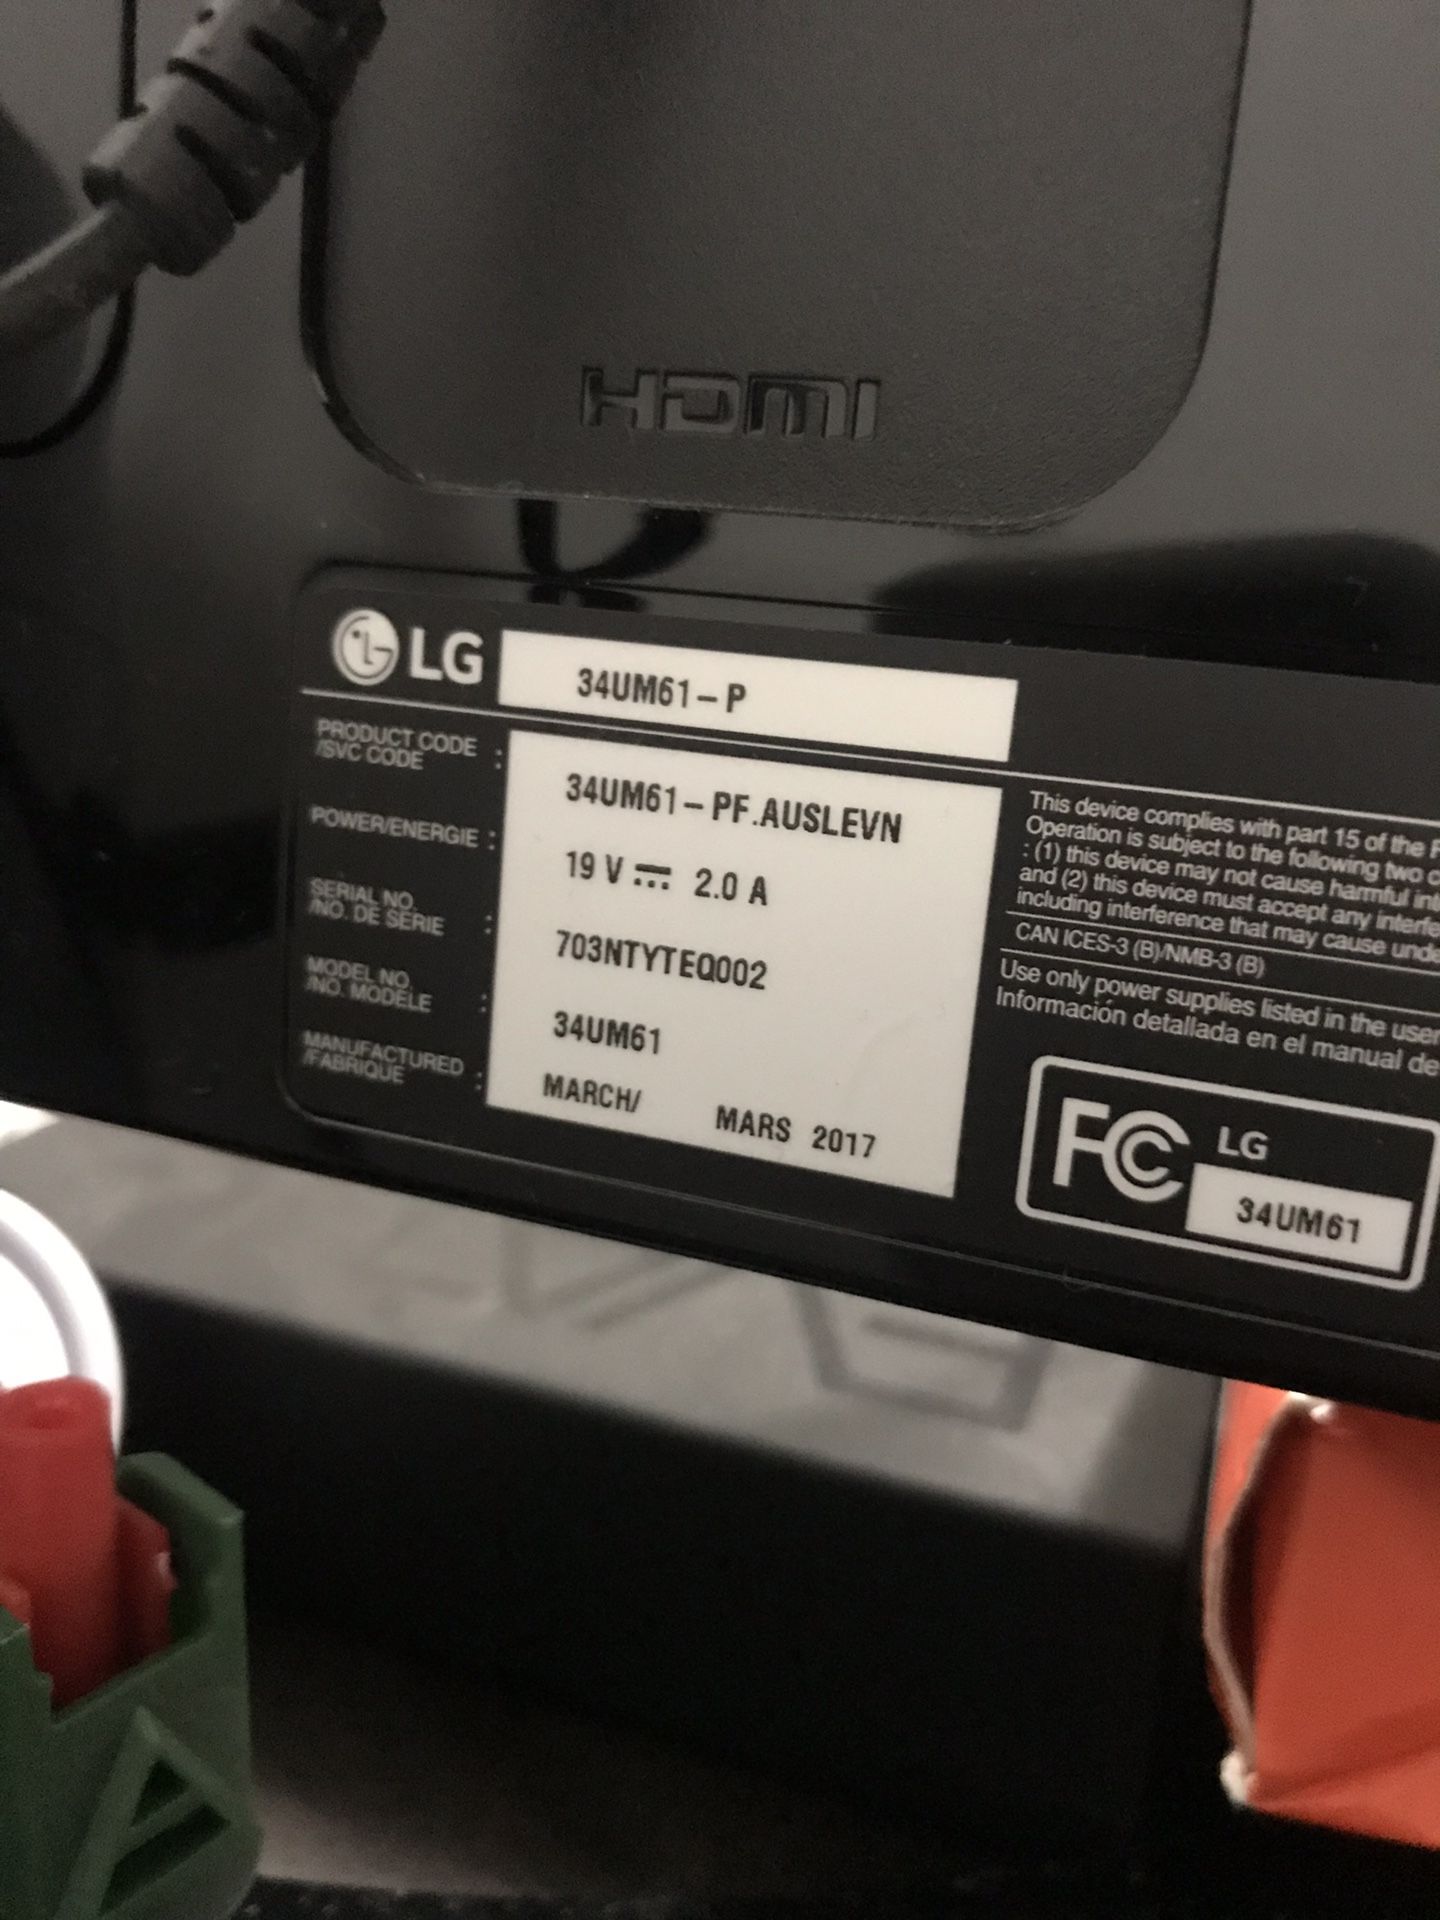 HDMI
LG
34UM61-P
PRODUCT CODE
/SVC CODE :
34UM61-PF.AUSLEVN
POWER/ENERGIE :
19 V ⎓ 2.0 A
SERIAL NO.
/NO. DE SÉRIE :
703NTYTEQ002
MODEL NO.
/NO. MODÈLE :
34UM61
MANUFACTURED
/FABRIQUE :
MARCH/ MARS 2017
This device complies with part 15 of the
Operation is subject to the following two
: (1) this device may not cause harmful
and (2) this device must accept any
including interference that may cause
CAN ICES-3 (B)/NMB-3 (B)
Use only power supplies listed in the user
Información detallada en el manual de
FC LG
34UM61